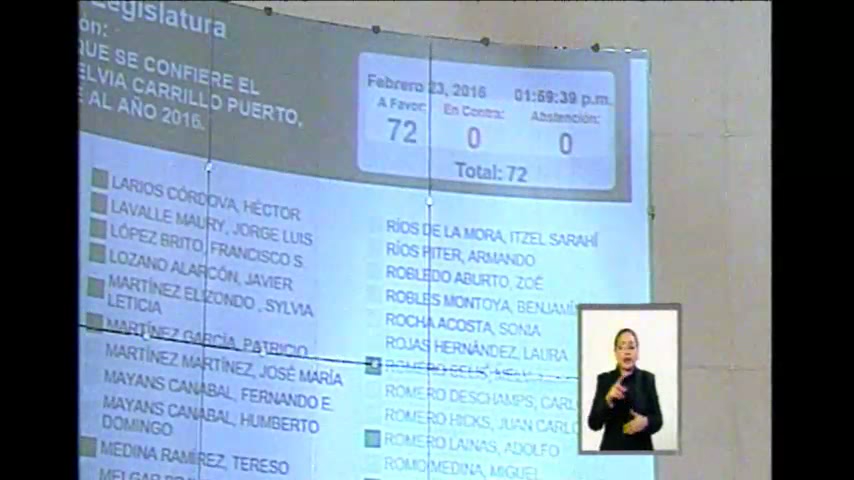 Legislatura
ón:
QUE SE CONFIERE EL
ELVIA CARRILLO PUERTO,
E AL AÑO 2016.
Febrero 23, 2016 01:59:39 p.m.
A Favor: En Contra: Abstención:
72 0 0
Total: 72
LARIOS CÓRDOVA, HÉCTOR
LAVALLE MAURY, JORGE LUIS
LÓPEZ BRITO, FRANCISCO S.
LOZANO ALARCÓN, JAVIER
MARTÍNEZ ELIZONDO , SYLVIA
LETICIA
MARTÍNEZ GARCÍA, PATRICIO
MARTÍNEZ MARTÍNEZ, JOSÉ MARÍA
MAYANS CANABAL, FERNANDO E.
MAYANS CANABAL, HUMBERTO
DOMINGO
MEDINA RAMÍREZ, TERESO
MELGAR
RÍOS DE LA MORA, ITZEL SARAHÍ
RÍOS PITER, ARMANDO
ROBLEDO ABURTO, ZOÉ
ROBLES MONTOYA, BENJAMÍN
ROCHA ACOSTA, SONIA
ROJAS HERNÁNDEZ, LAURA
ROMERO
ROMERO DESCHAMPS, CARL
ROMERO HICKS, JUAN CARLO
ROMERO LAINAS, ADOLFO
ROMO MEDINA, MIGUEL